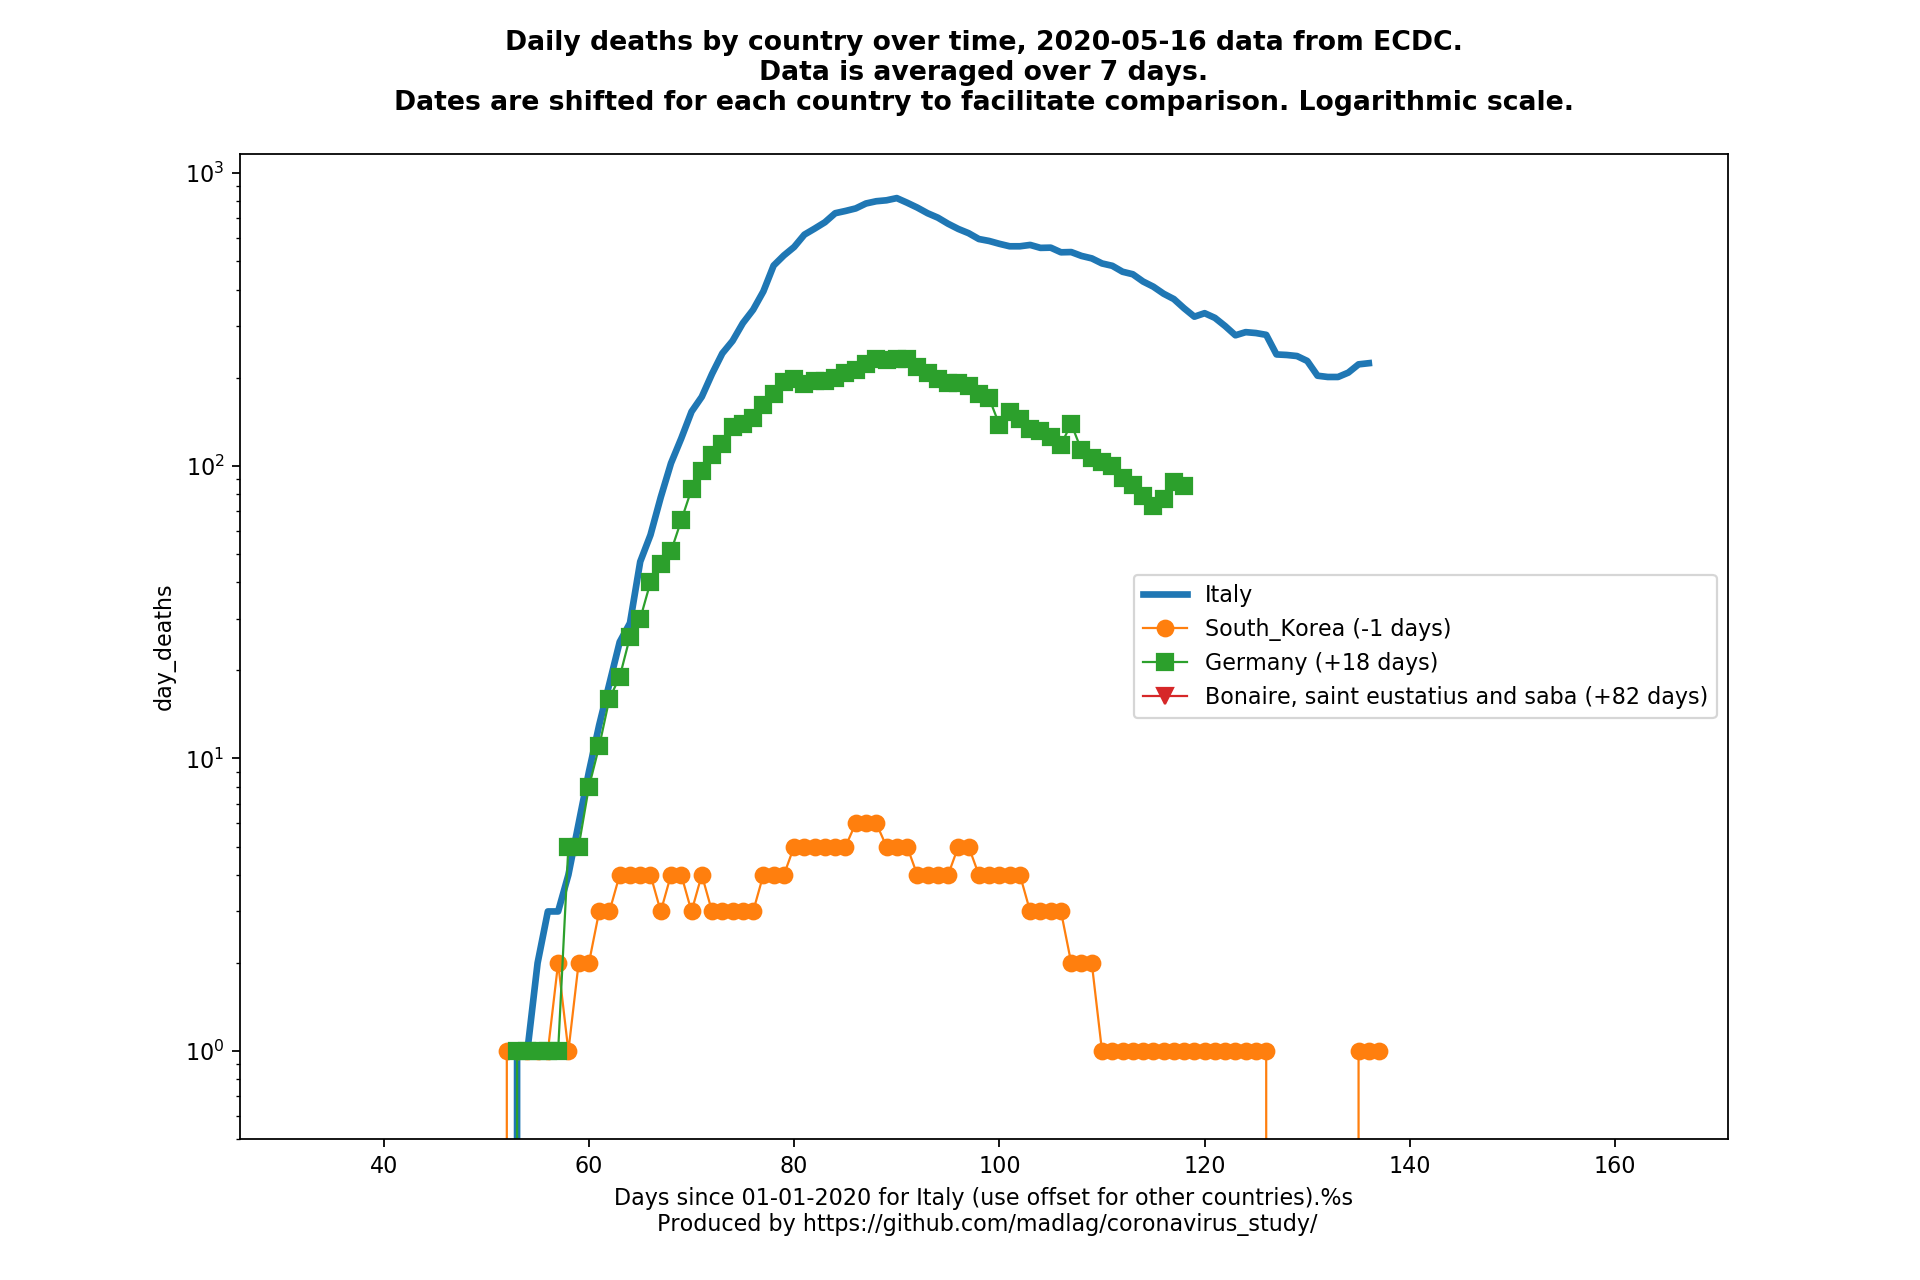 Daily deaths by country over time, 2020-05-16 data from ECDC.
Data is averaged over 7 days.
Dates are shifted for each country to facilitate comparison. Logarithmic scale.
10³
10²
10¹
10⁰
day_deaths
Italy
South_Korea (-1 days)
Germany (+18 days)
Bonaire, saint eustatius and saba (+82 days)
40 60 80 100 120 140 160
Days since 01-01-2020 for Italy (use offset for other countries).%s
Produced by https://github.com/madlag/coronavirus_study/